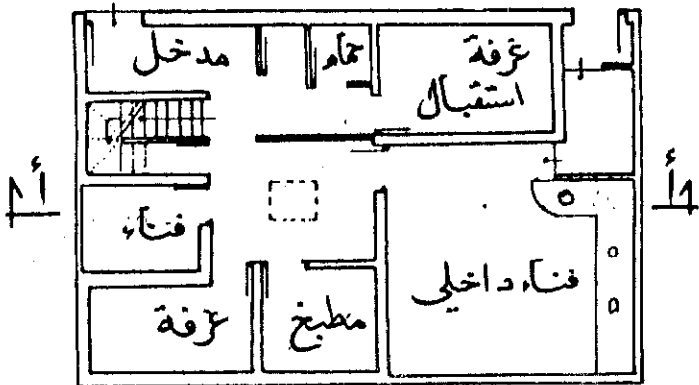 مدخل
حمام
غرفة
استقبال
أ
أ
فناء
فناء داخلي
غرفة
مطبخ